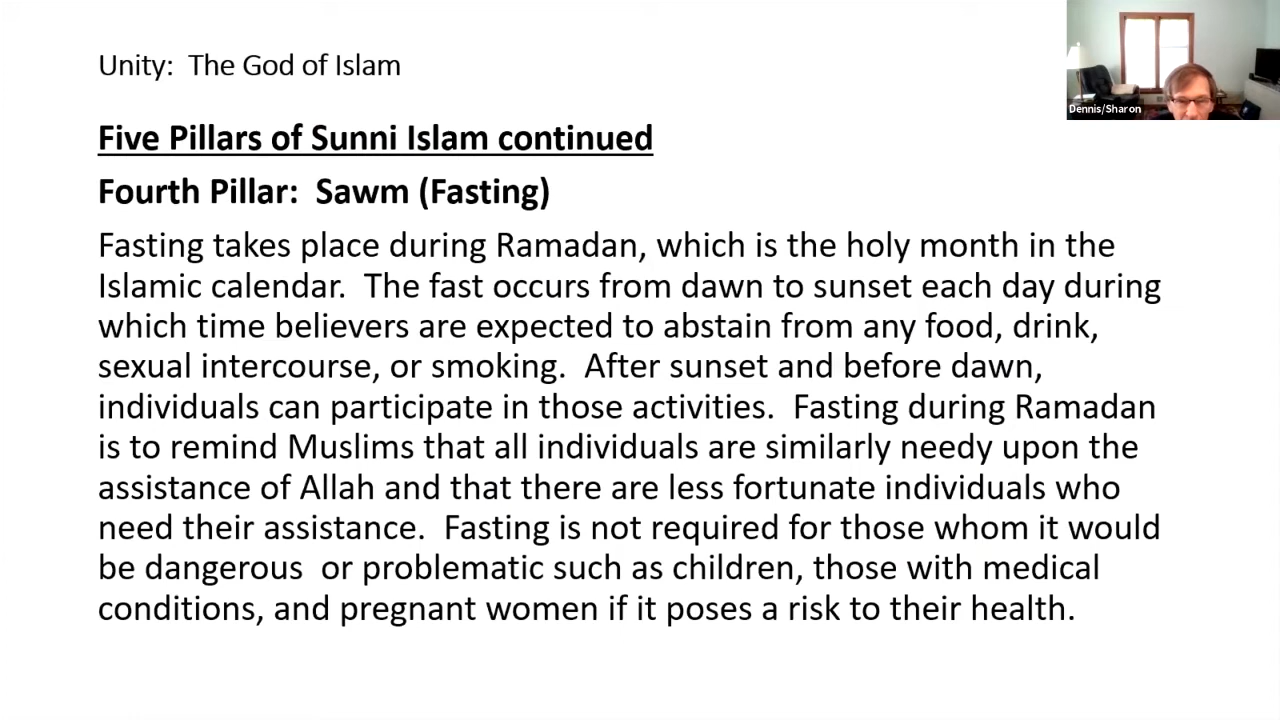 Unity:  The God of Islam
Dennis/Sharon
Five Pillars of Sunni Islam continued
Fourth Pillar:  Sawm (Fasting)
Fasting takes place during Ramadan, which is the holy month in the
Islamic calendar.  The fast occurs from dawn to sunset each day during
which time believers are expected to abstain from any food, drink,
sexual intercourse, or smoking.  After sunset and before dawn,
individuals can participate in those activities.  Fasting during Ramadan
is to remind Muslims that all individuals are similarly needy upon the
assistance of Allah and that there are less fortunate individuals who
need their assistance.  Fasting is not required for those whom it would
be dangerous  or problematic such as children, those with medical
conditions, and pregnant women if it poses a risk to their health.